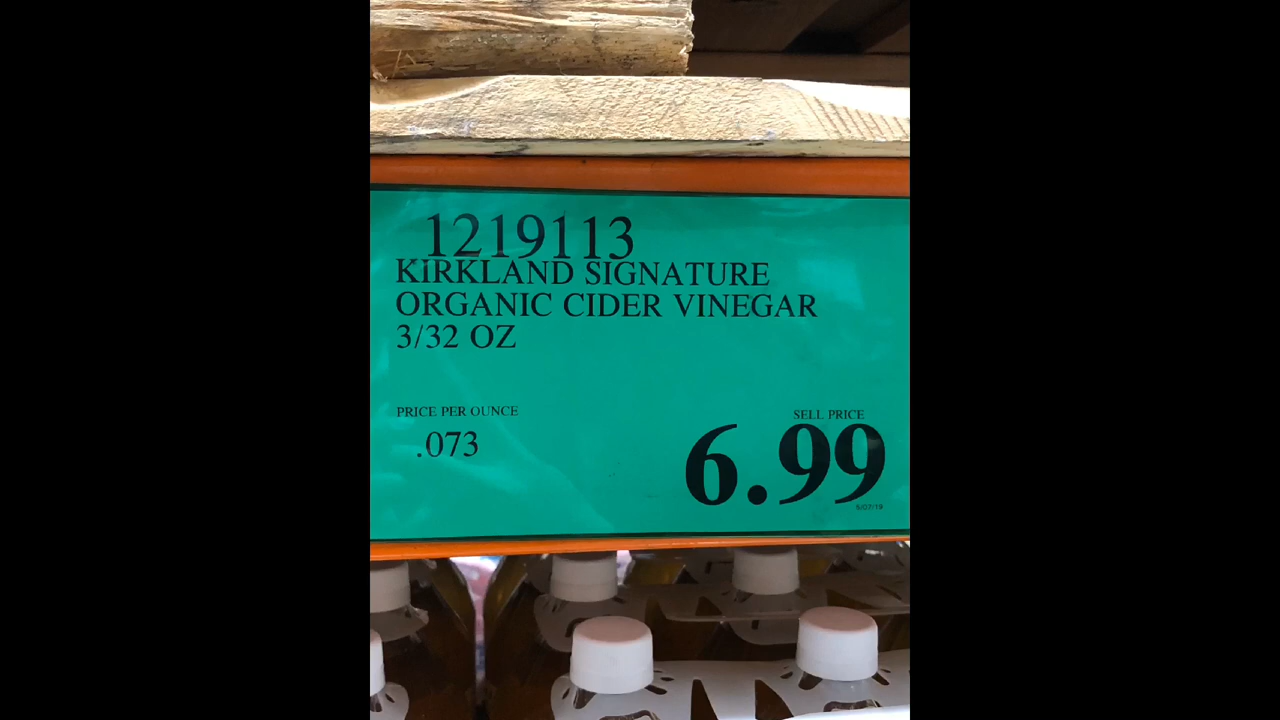 1219113
KIRKLAND SIGNATURE
ORGANIC CIDER VINEGAR
3/32 OZ
PRICE PER OUNCE
.073
SELL PRICE
6.99